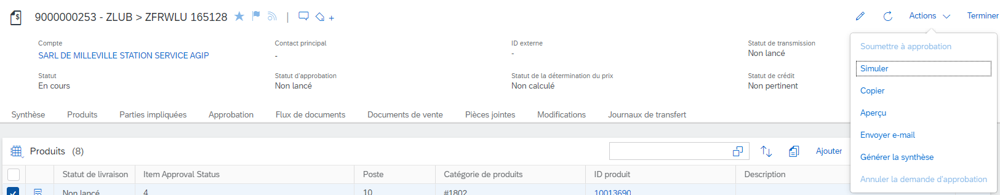 9000000253 - ZLUB > ZFRWLU 165128
Actions
Terminer
Compte
SARL DE MILLEVILLE STATION SERVICE AGIP
Contact principal
-
ID externe
-
Statut de transmission
Non lancé
Statut
En cours
Statut d'approbation
Non lancé
Statut de la détermination du prix
Non calculé
Statut de crédit
Non pertinent
Soumettre à approbation
Simuler
Copier
Aperçu
Envoyer e-mail
Générer la synthèse
Annuler la demande d'approbation
Synthèse
Produits
Parties impliquées
Approbation
Flux de documents
Documents de vente
Pièces jointes
Modifications
Journaux de transfert
Produits (8)
Ajouter
Statut de livraison
Item Approval Status
Poste
Catégorie de produits
ID produit
Description
Non lancé
4
10
#1802
10013690